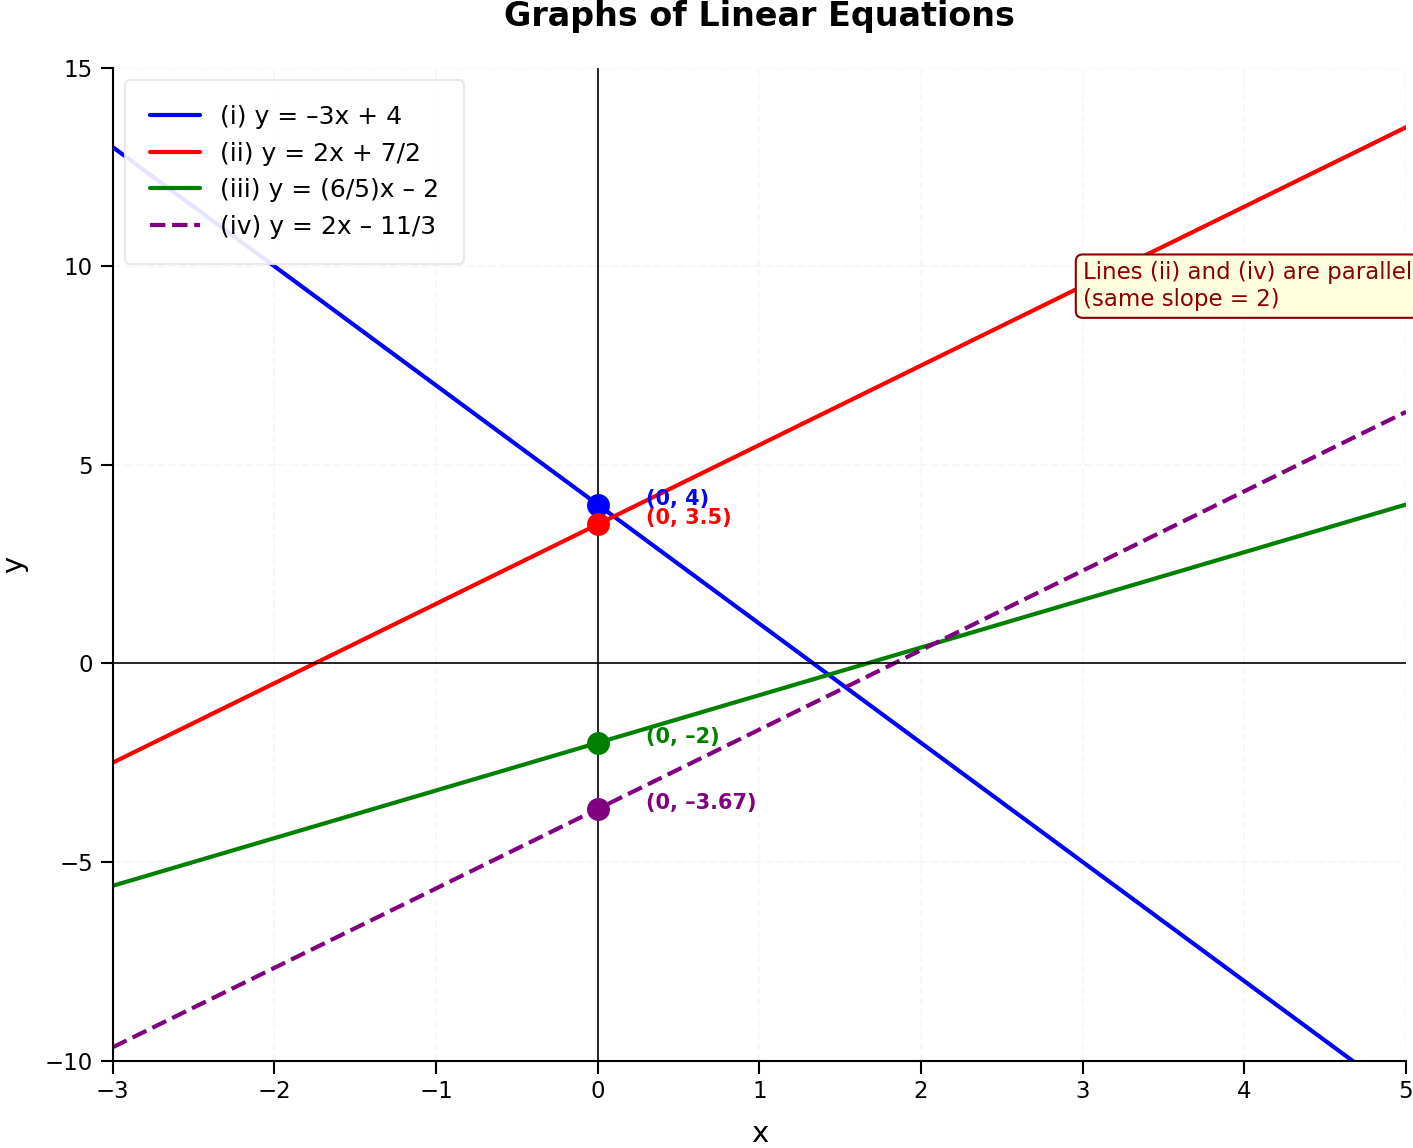 Graphs of Linear Equations
(i) y = –3x + 4
(ii) y = 2x + 7/2
(iii) y = (6/5)x – 2
(iv) y = 2x – 11/3
Lines (ii) and (iv) are parallel
(same slope = 2)
(0, 4)
(0, 3.5)
(0, –2)
(0, –3.67)
15
10
5
0
−5
−10
y
−3 −2 −1 0 1 2 3 4 5
x